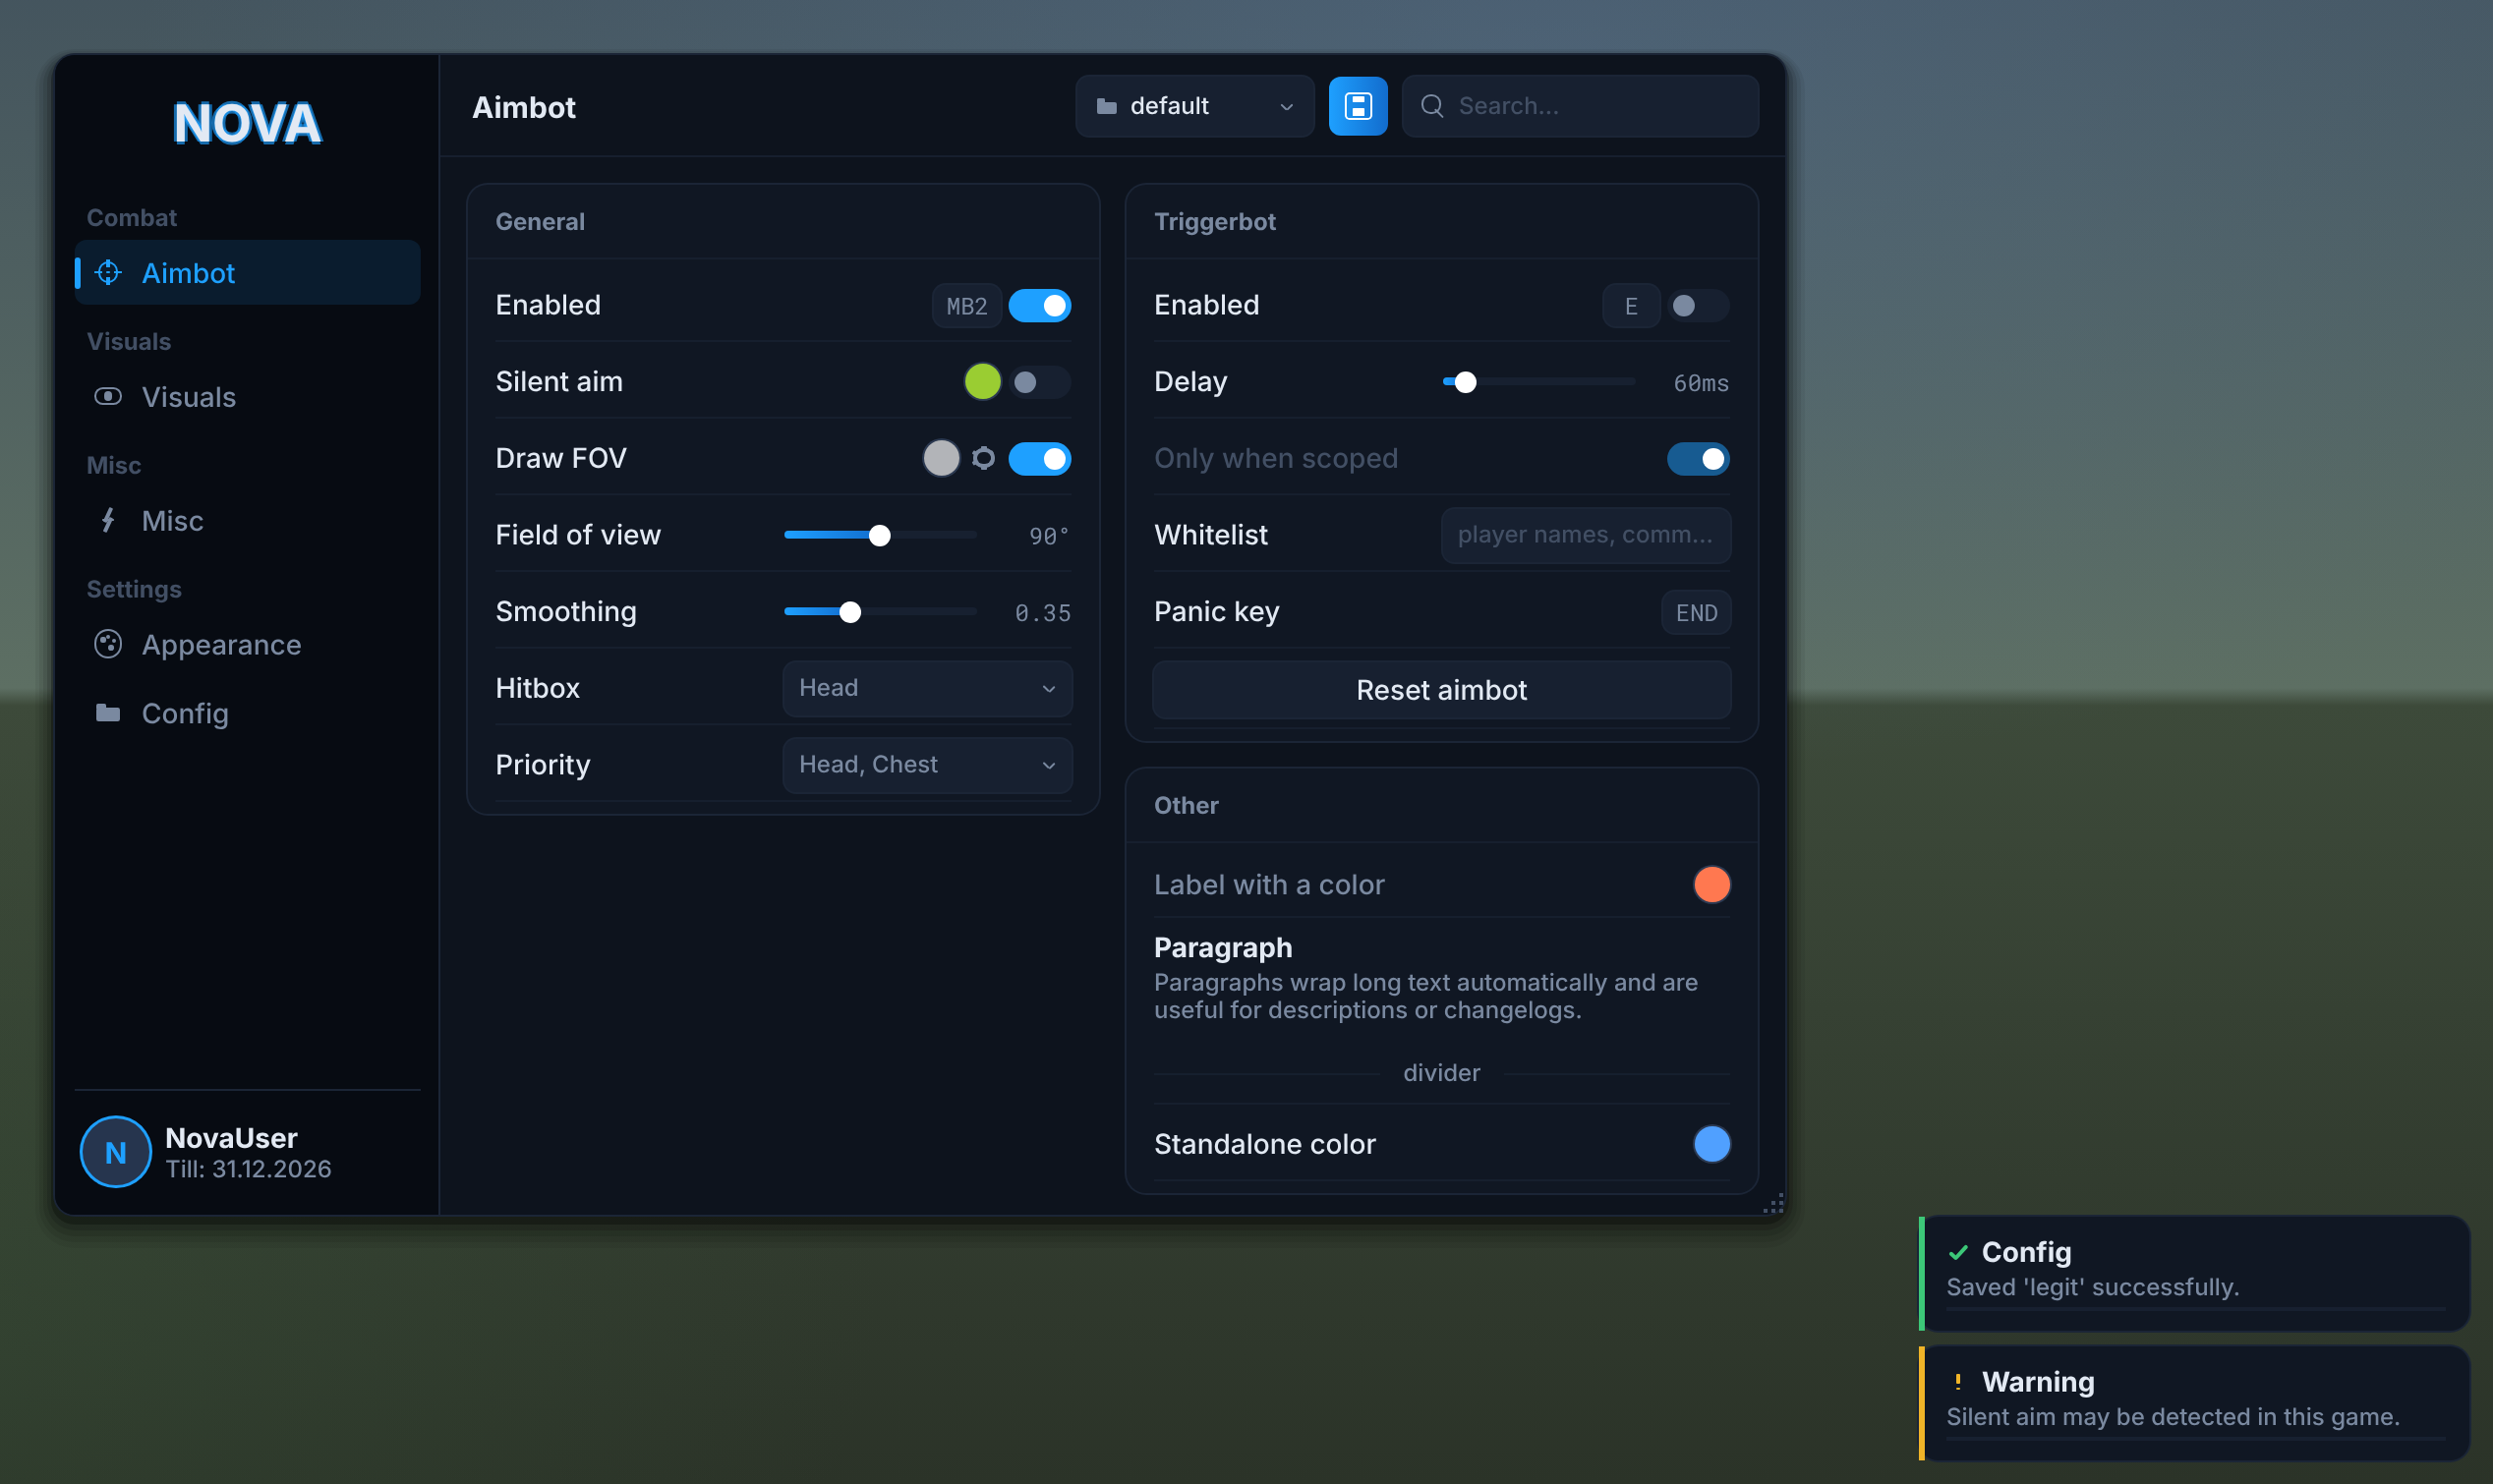 NOVA
Combat
Aimbot
Visuals
Visuals
Misc
Misc
Settings
Appearance
Config
N
NovaUser
Till: 31.12.2026
Aimbot
default
Search...
General
Enabled
MB2
Silent aim
Draw FOV
Field of view
90°
Smoothing
0.35
Hitbox
Head
Priority
Head, Chest
Triggerbot
Enabled
E
Delay
60ms
Only when scoped
Whitelist
player names, comm...
Panic key
END
Reset aimbot
Other
Label with a color
Paragraph
Paragraphs wrap long text automatically and are
useful for descriptions or changelogs.
divider
Standalone color
Config
Saved 'legit' successfully.
! Warning
Silent aim may be detected in this game.